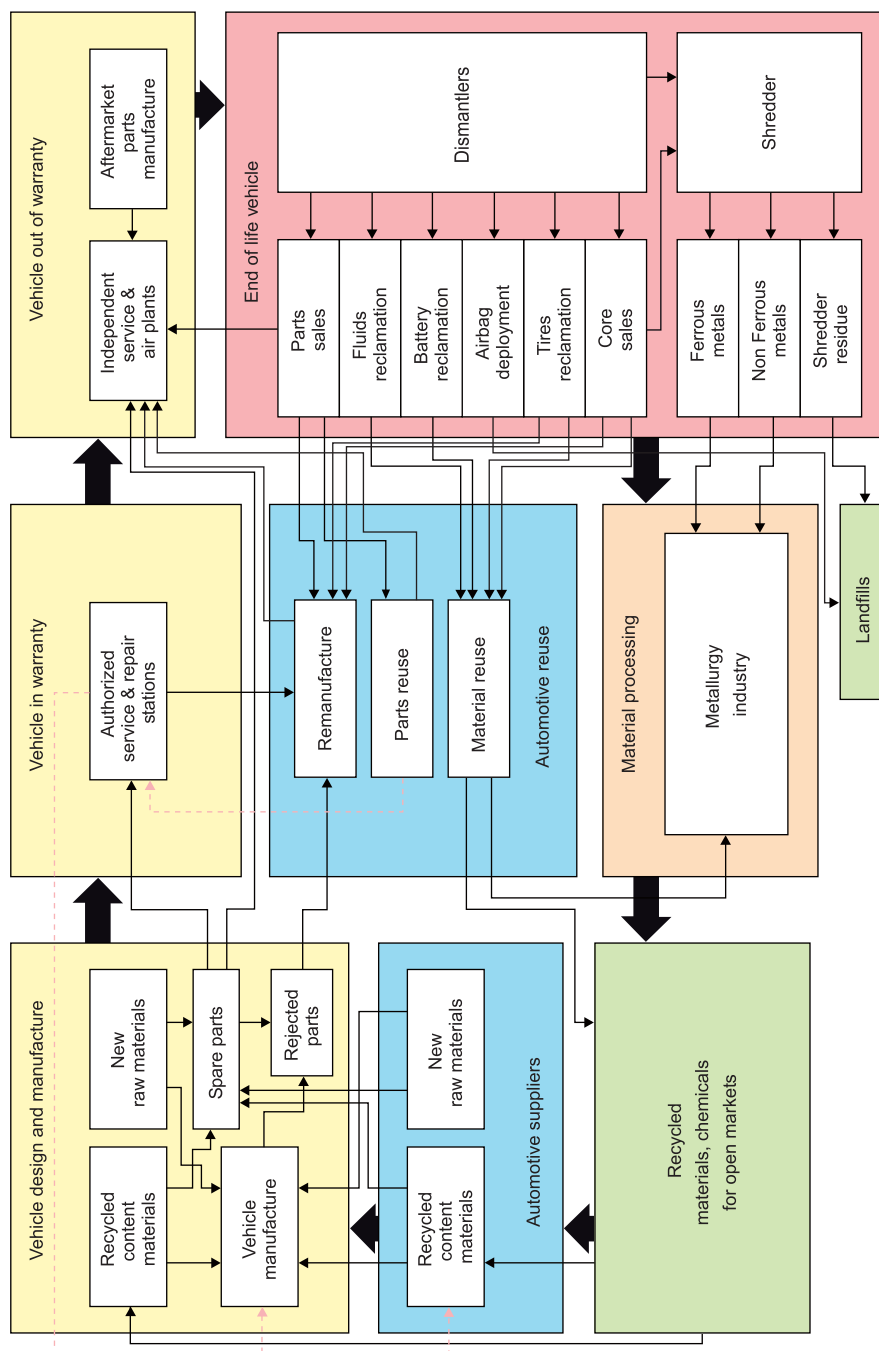 Vehicle design and manufacture
Recycled
content
materials
New
raw materials
Vehicle
manufacture
Spare parts
Rejected
parts
Vehicle in warranty
Authorized
service & repair
stations
Vehicle out of warranty
Independent
service &
air plants
Aftermarket
parts
manufacture
Automotive suppliers
Recycled
content
materials
New
raw materials
Automotive reuse
Remanufacture
Parts reuse
Material reuse
End of life vehicle
Parts
sales
Fluids
reclamation
Battery
reclamation
Airbag
deployment
Tires
reclamation
Core
sales
Dismantlers
Ferrous
metals
Non Ferrous
metals
Shredder
residue
Shredder
Recycled
materials, chemicals
for open markets
Material processing
Metallurgy
industry
Landfills